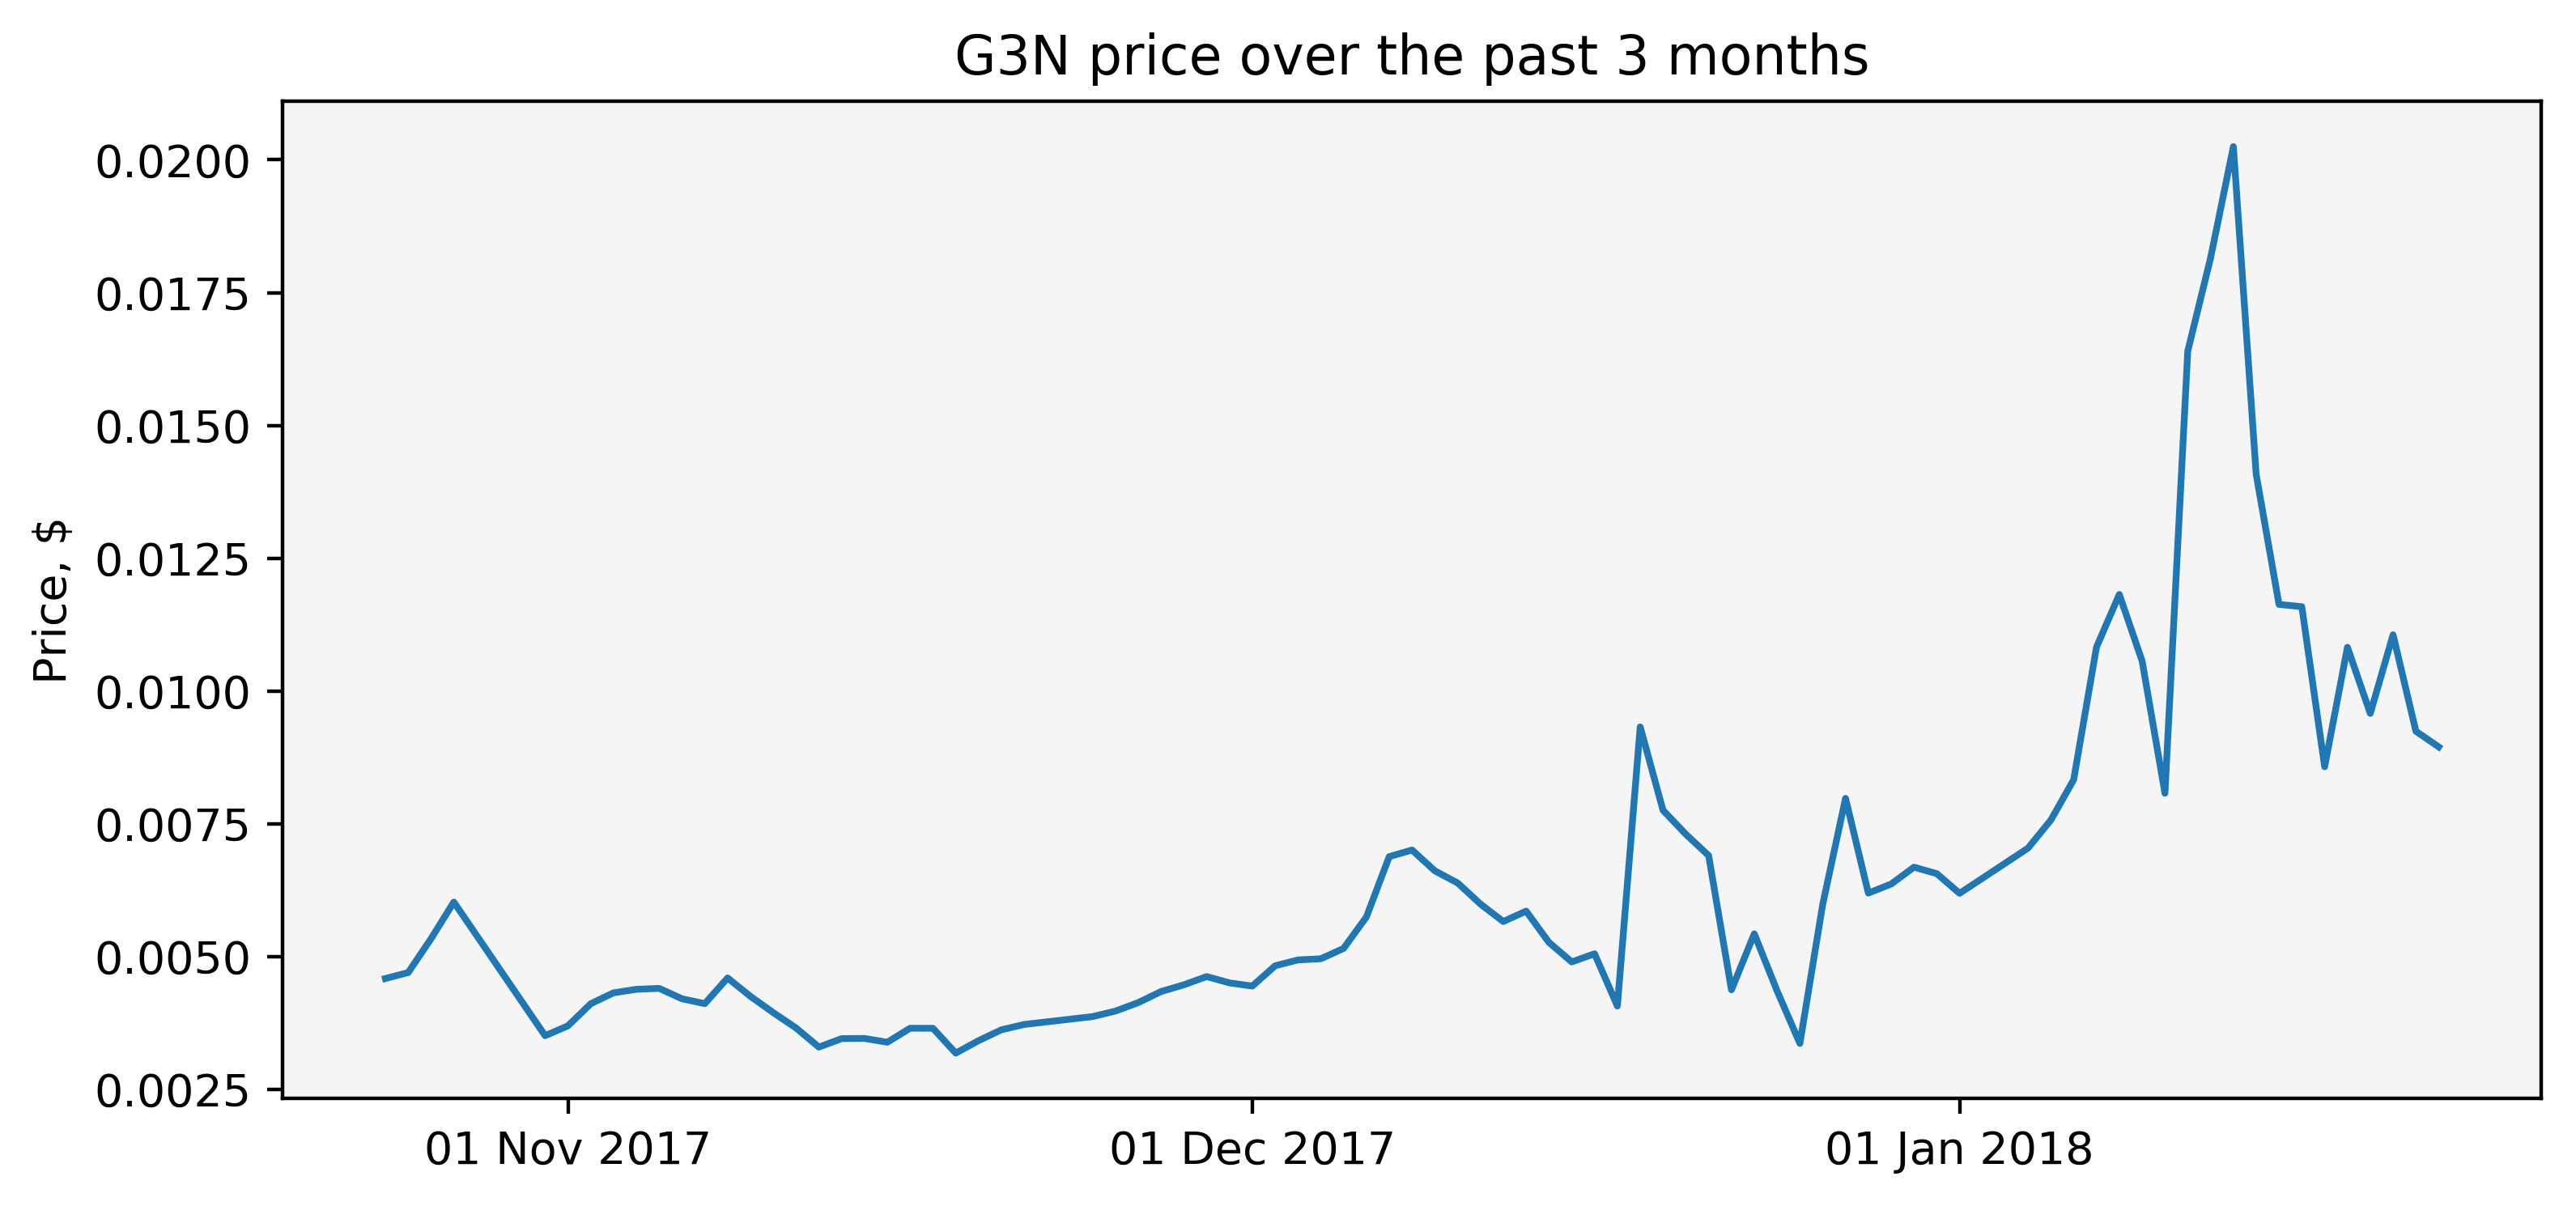 G3N price over the past 3 months
Price, $
0.0200
0.0175
0.0150
0.0125
0.0100
0.0075
0.0050
0.0025
01 Nov 2017
01 Dec 2017
01 Jan 2018